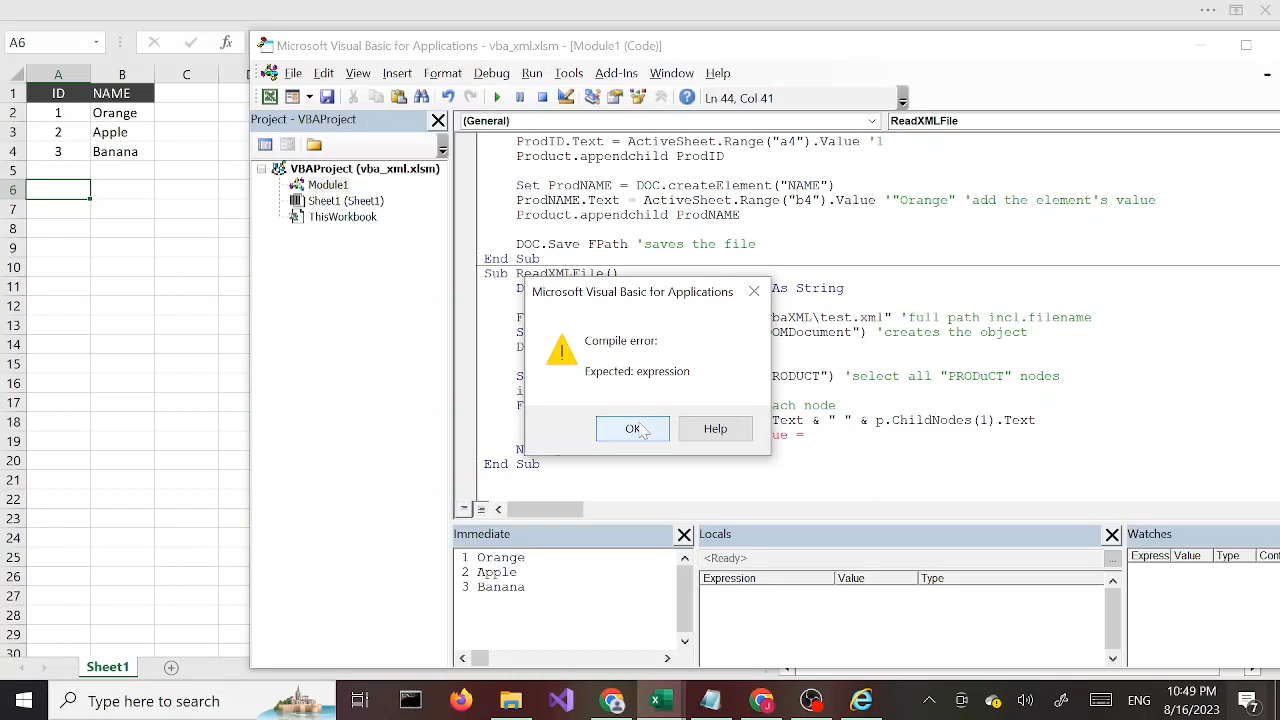 A6
fx
A B C
1 ID NAME
2 1 Orange
3 2 Apple
4 3 Banana
5
6
7
8
9
10
11
12
13
14
15
16
17
18
19
20
21
22
23
24
25
26
27
28
29
30
Sheet1
Microsoft Visual Basic for Applications - vba_xml.xlsm - [Module1 (Code)]
File Edit View Insert Format Debug Run Tools Add-Ins Window Help
Ln 44, Col 41
Project - VBAProject
VBAProject (vba_xml.xlsm)
Module1
Sheet1 (Sheet1)
ThisWorkbook
(General) ReadXMLFile
ProdID.Text = ActiveSheet.Range("a4").Value '1
Product.appendchild ProdID
Set ProdNAME = DOC.createElement("NAME")
ProdNAME.Text = ActiveSheet.Range("b4").Value '"Orange" 'add the element's value
Product.appendchild ProdNAME
DOC.Save FPath 'saves the file
End Sub
Sub ReadXMLFile()
As String
baXML\test.xml" 'full path incl.filename
OMDocument") 'creates the object
RODUCT") 'select all "PRODuCT" nodes
ach node
Text & " " & p.ChildNodes(1).Text
ue =
End Sub
Microsoft Visual Basic for Applications
Compile error:
Expected: expression
OK Help
Immediate
1 Orange
2 Apple
3 Banana
Locals
<Ready>
Expression Value Type
Watches
Express Value Type Con
Type here to search
ENG
10:45 PM
8/16/2023
7